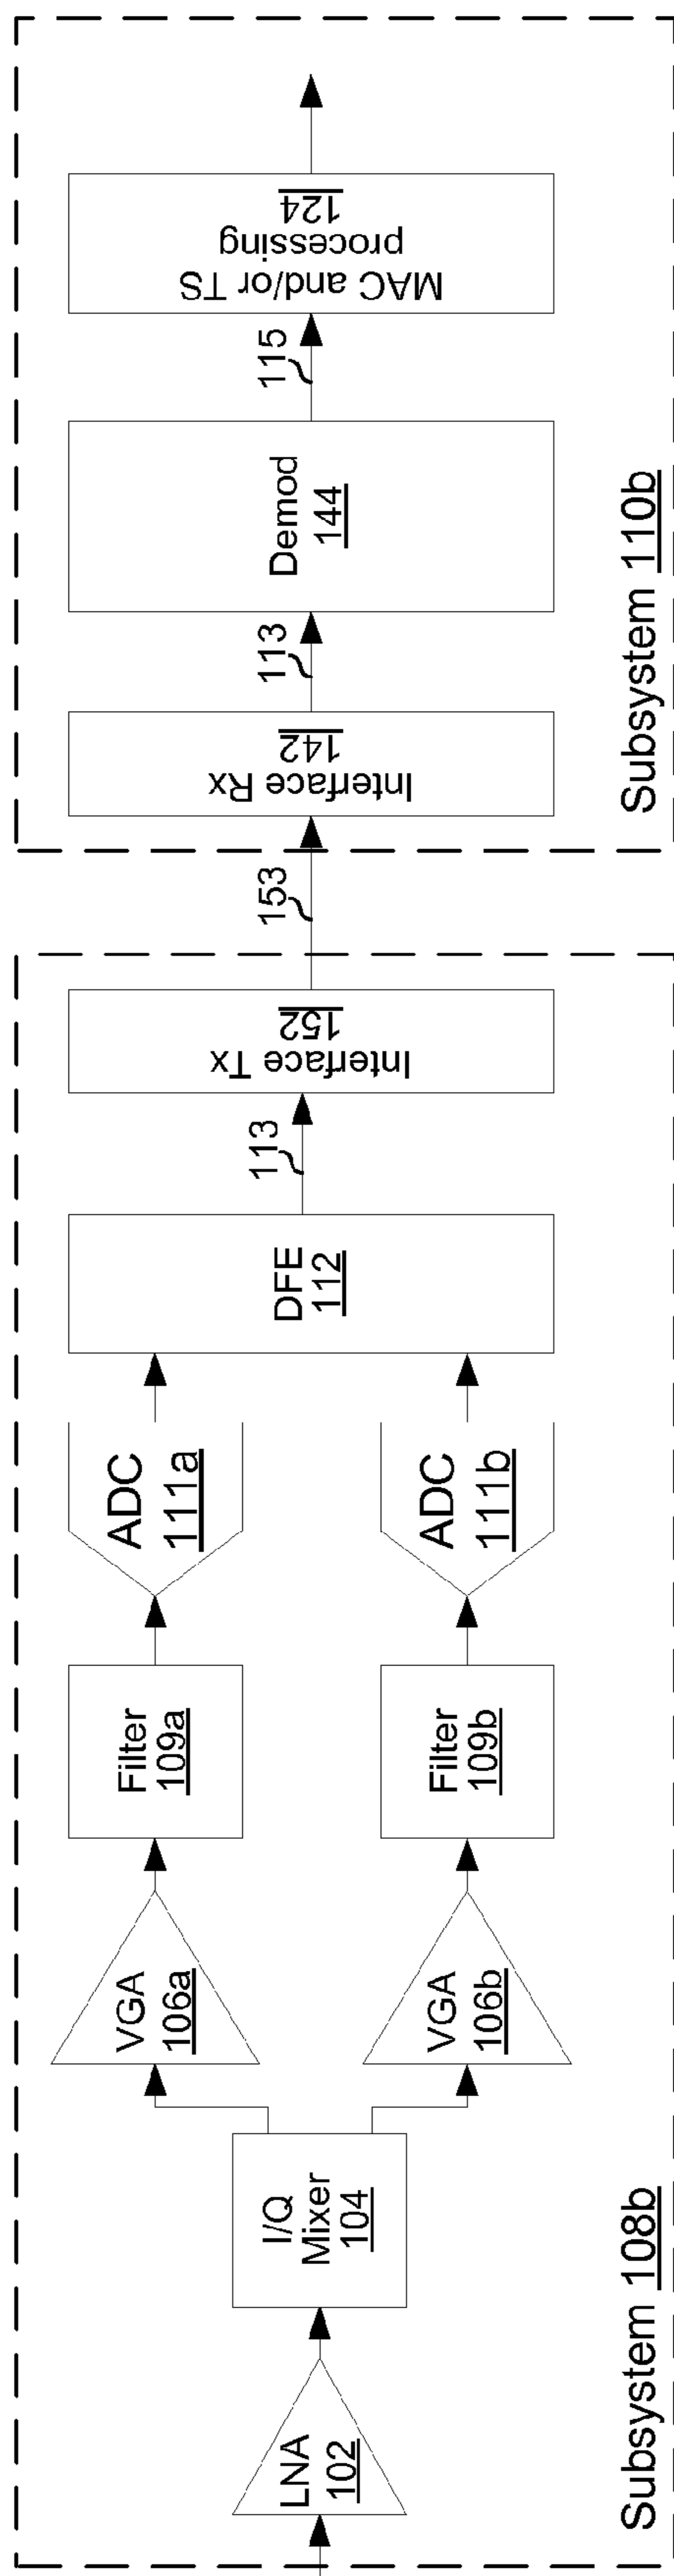 LNA
102
I/Q
Mixer
104
VGA
106a
VGA
106b
Filter
109a
Filter
109b
ADC
111a
ADC
111b
DFE
112
113
Interface Tx
152
Subsystem 108b
153
Interface Rx
142
113
Demod
144
115
MAC and/or TS
processing
124
Subsystem 110b